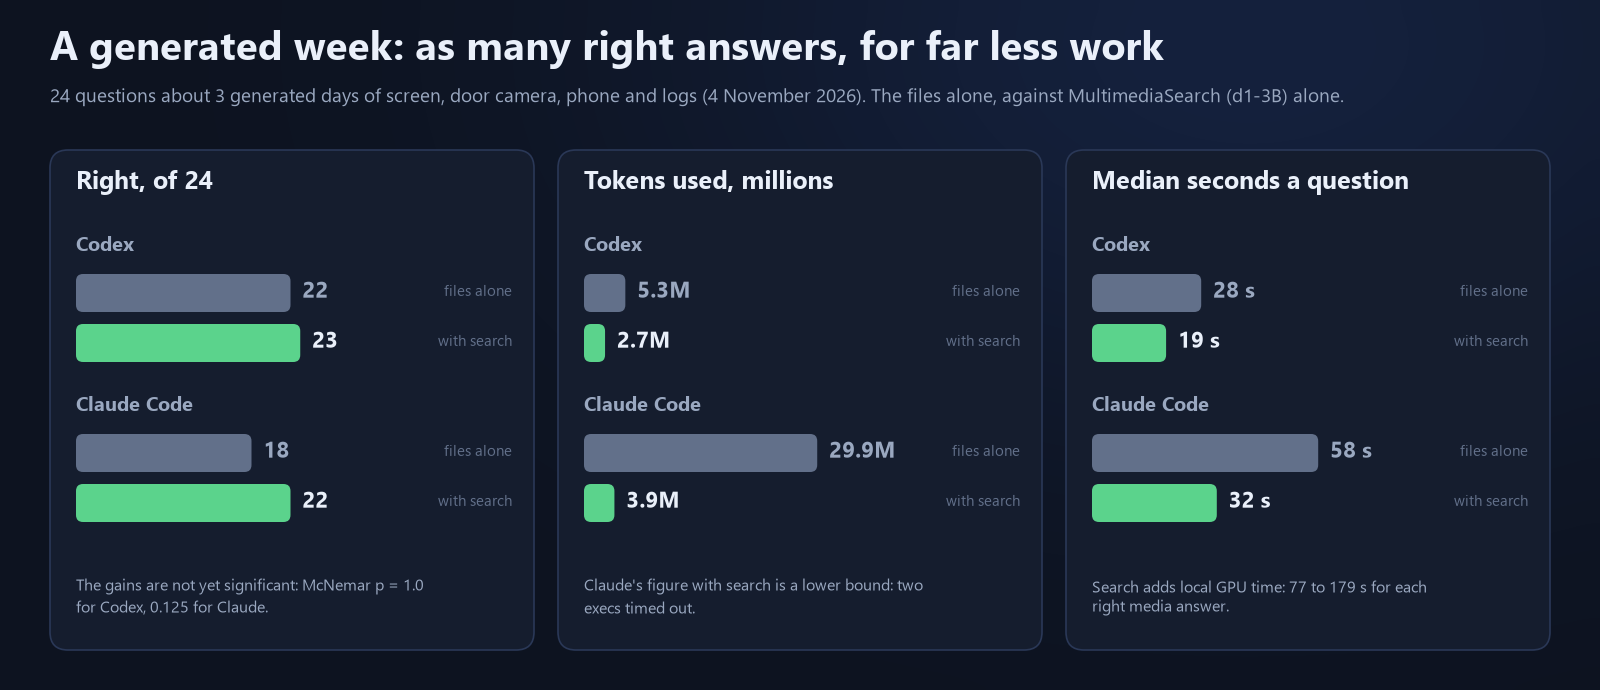 A generated week: as many right answers, for far less work
24 questions about 3 generated days of screen, door camera, phone and logs (4 November 2026). The files alone, against MultimediaSearch (d1-3B) alone.
Right, of 24
Codex
22 files alone
23 with search
Claude Code
18 files alone
22 with search
The gains are not yet significant: McNemar p = 1.0
for Codex, 0.125 for Claude.
Tokens used, millions
Codex
5.3M files alone
2.7M with search
Claude Code
29.9M files alone
3.9M with search
Claude's figure with search is a lower bound: two
execs timed out.
Median seconds a question
Codex
28 s files alone
19 s with search
Claude Code
58 s files alone
32 s with search
Search adds local GPU time: 77 to 179 s for each
right media answer.